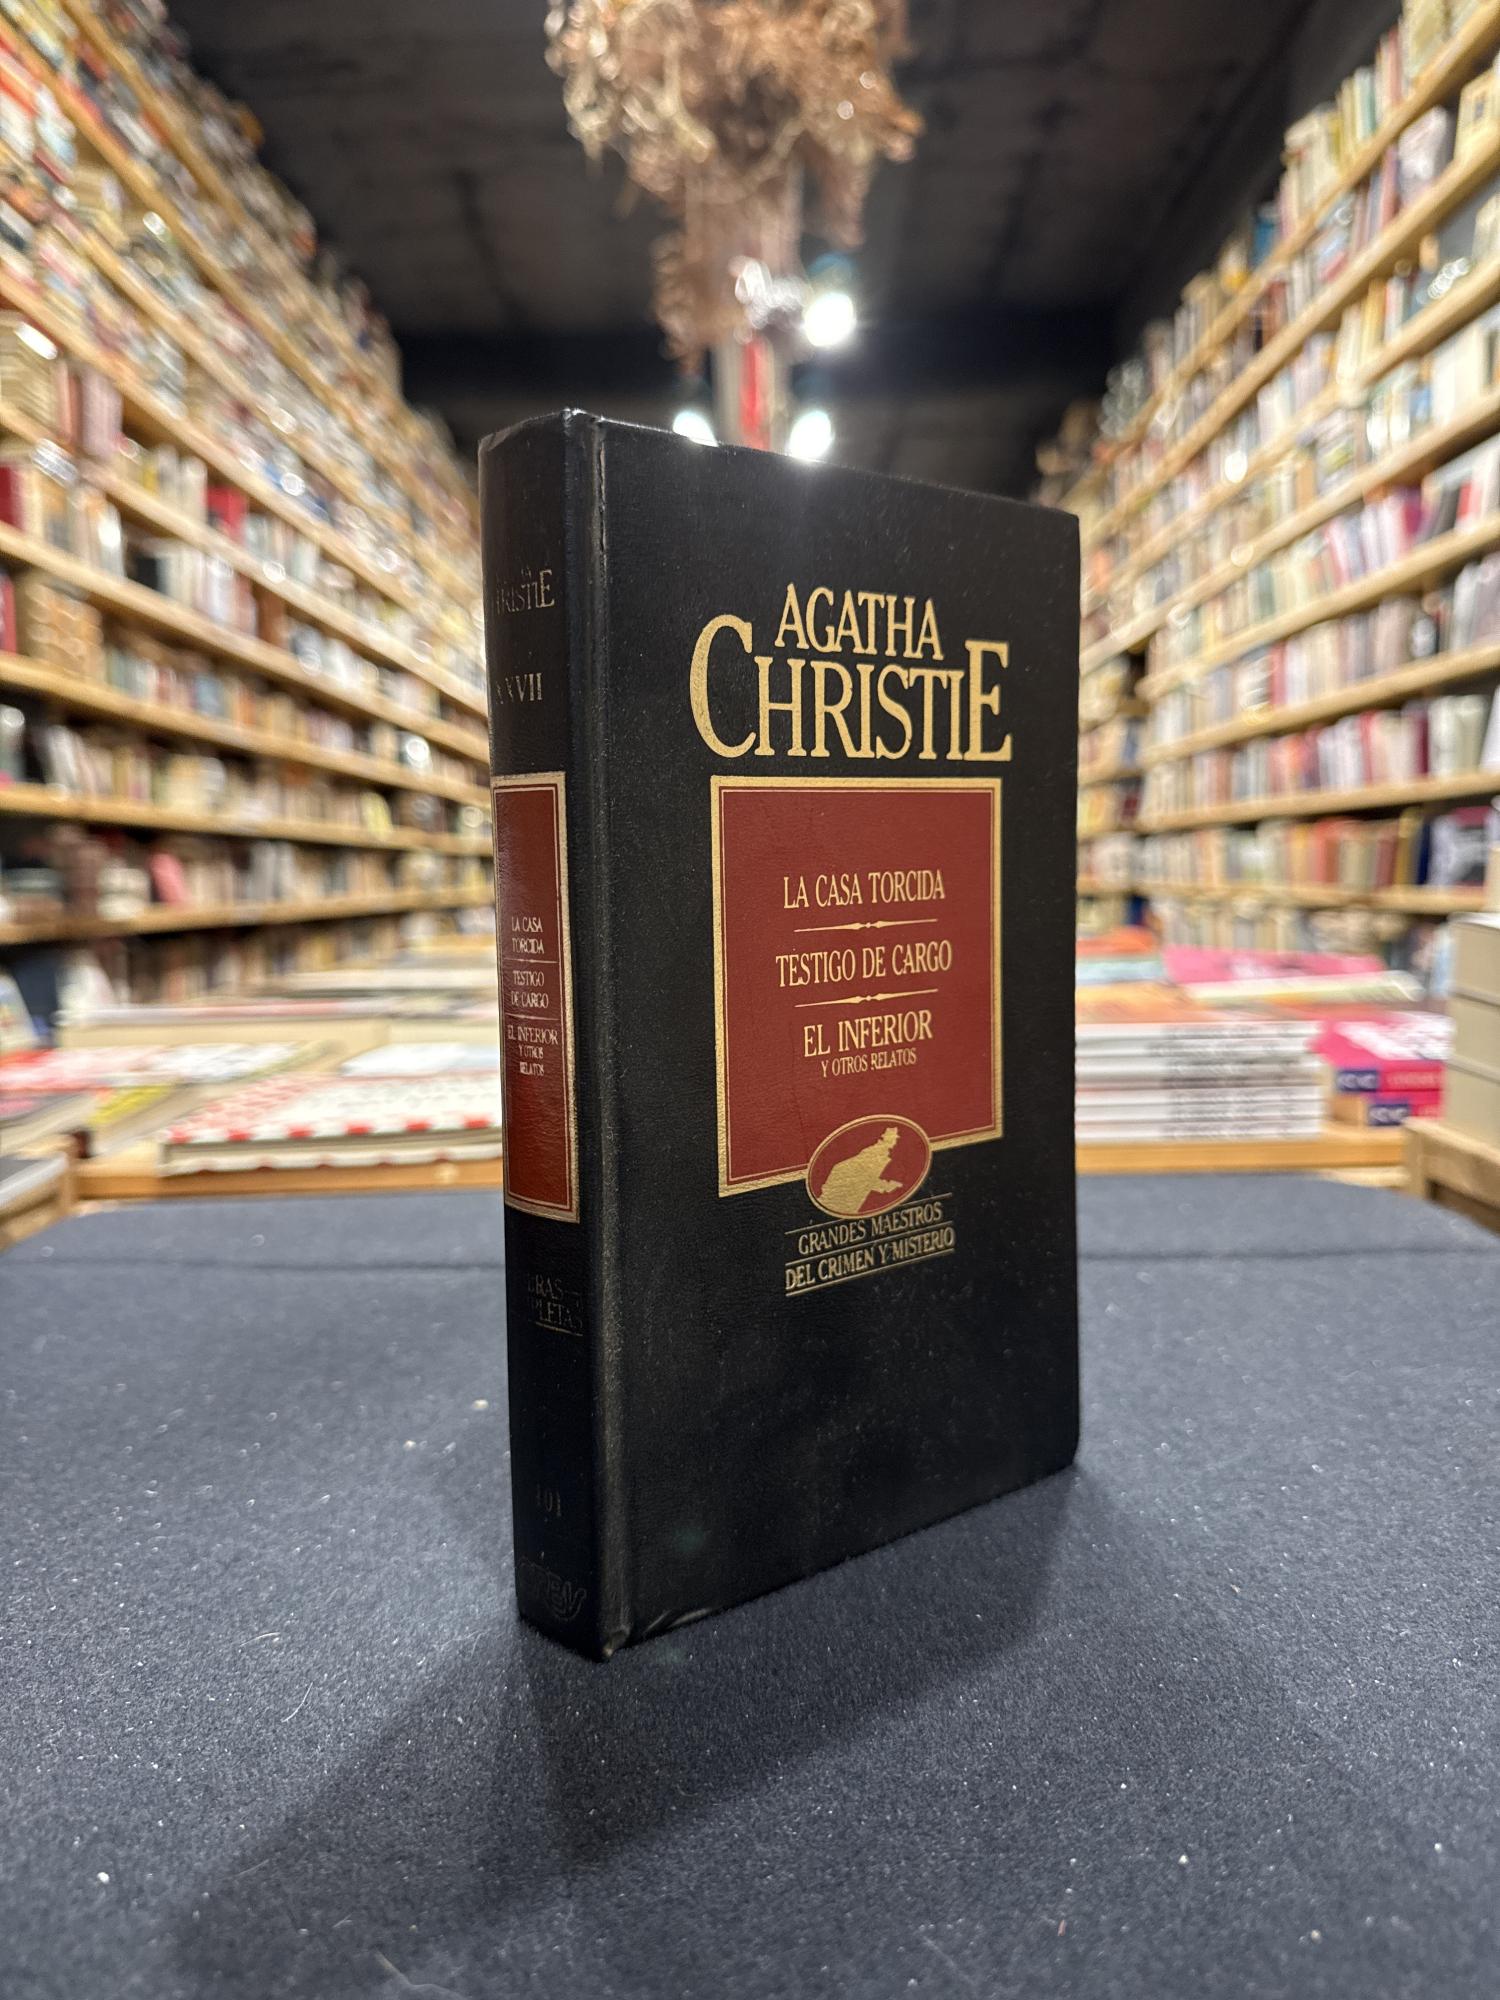 AGATHA
CHRISTIE
LA CASA TORCIDA
TESTIGO DE CARGO
EL INFERIOR
Y OTROS RELATOS
GRANDES MAESTROS
DEL CRIMEN Y MISTERIO
LA CASA
TORCIDA
TESTIGO
DE CARGO
EL INFERIOR
Y OTROS
RELATOS
101